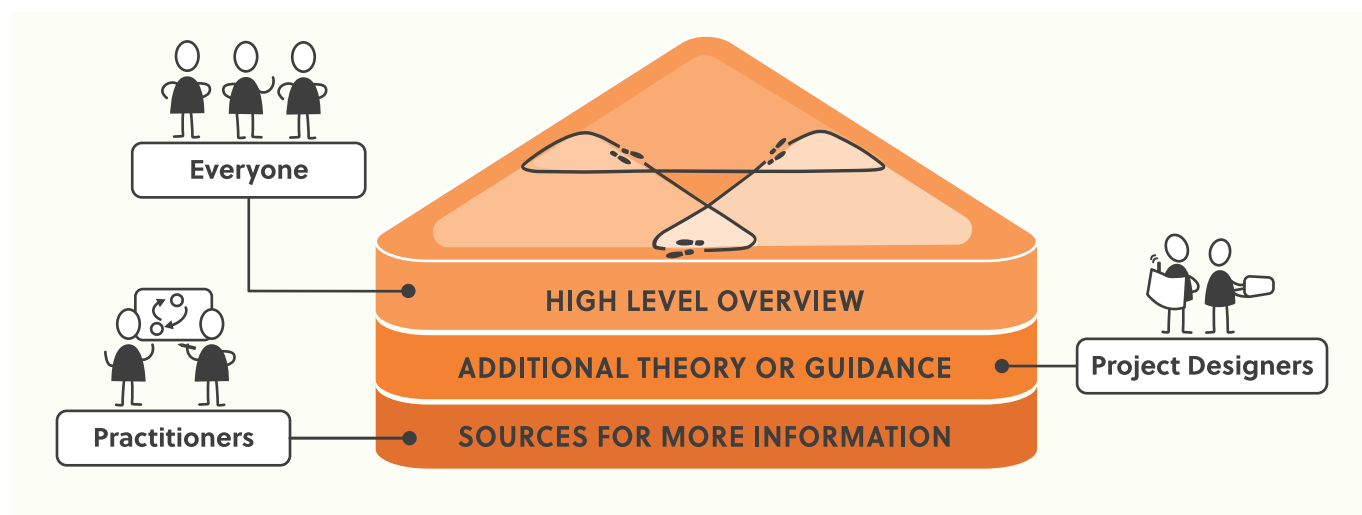 Everyone
HIGH LEVEL OVERVIEW
ADDITIONAL THEORY OR GUIDANCE
Project Designers
Practitioners
SOURCES FOR MORE INFORMATION